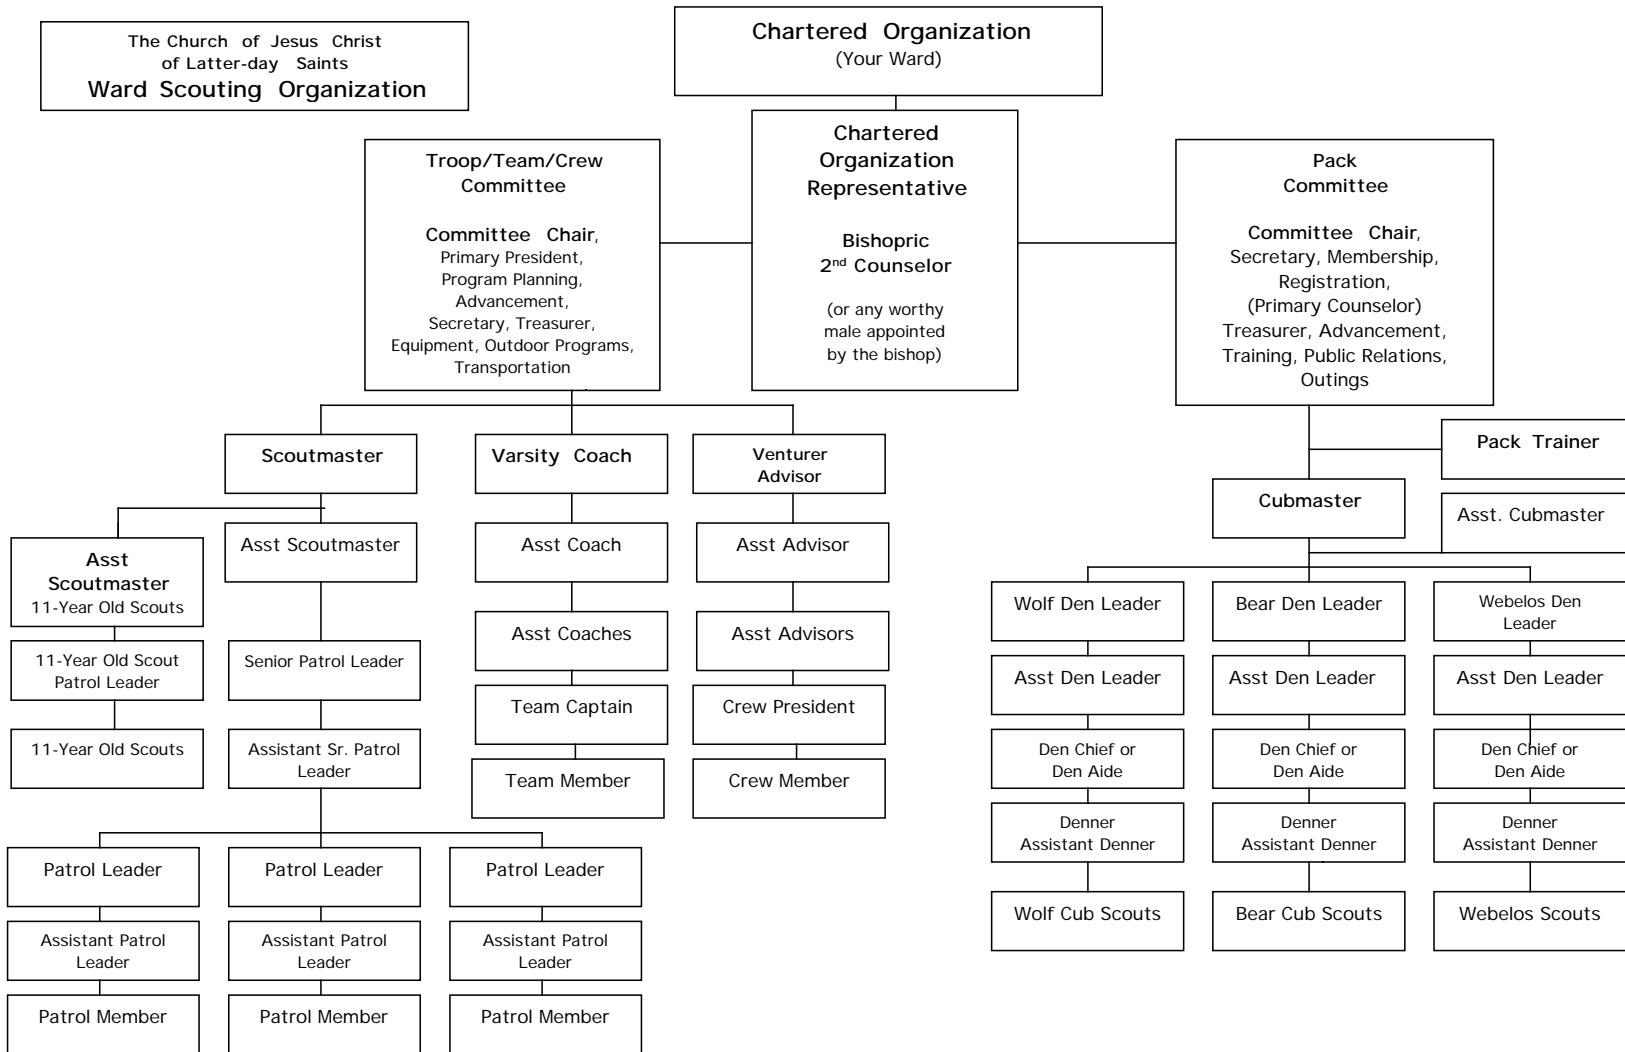 The Church of Jesus Christ
of Latter-day Saints
Ward Scouting Organization
Chartered Organization
(Your Ward)
Troop/Team/Crew
Committee
Committee Chair,
Primary President,
Program Planning,
Advancement,
Secretary, Treasurer,
Equipment, Outdoor Programs,
Transportation
Chartered
Organization
Representative
Bishopric
2nd Counselor
(or any worthy
male appointed
by the bishop)
Pack
Committee
Committee Chair,
Secretary, Membership,
Registration,
(Primary Counselor)
Treasurer, Advancement,
Training, Public Relations,
Outings
Scoutmaster
Varsity Coach
Venturer
Advisor
Pack Trainer
Cubmaster
Asst. Cubmaster
Asst
Scoutmaster
11-Year Old Scouts
Asst Scoutmaster
Asst Coach
Asst Advisor
Wolf Den Leader
Bear Den Leader
Webelos Den
Leader
11-Year Old Scout
Patrol Leader
Senior Patrol Leader
Asst Coaches
Asst Advisors
Asst Den Leader
Asst Den Leader
Asst Den Leader
11-Year Old Scouts
Assistant Sr. Patrol
Leader
Team Captain
Crew President
Den Chief or
Den Aide
Den Chief or
Den Aide
Den Chief or
Den Aide
Team Member
Crew Member
Denner
Assistant Denner
Denner
Assistant Denner
Denner
Assistant Denner
Patrol Leader
Patrol Leader
Patrol Leader
Wolf Cub Scouts
Bear Cub Scouts
Webelos Scouts
Assistant Patrol
Leader
Assistant Patrol
Leader
Assistant Patrol
Leader
Patrol Member
Patrol Member
Patrol Member